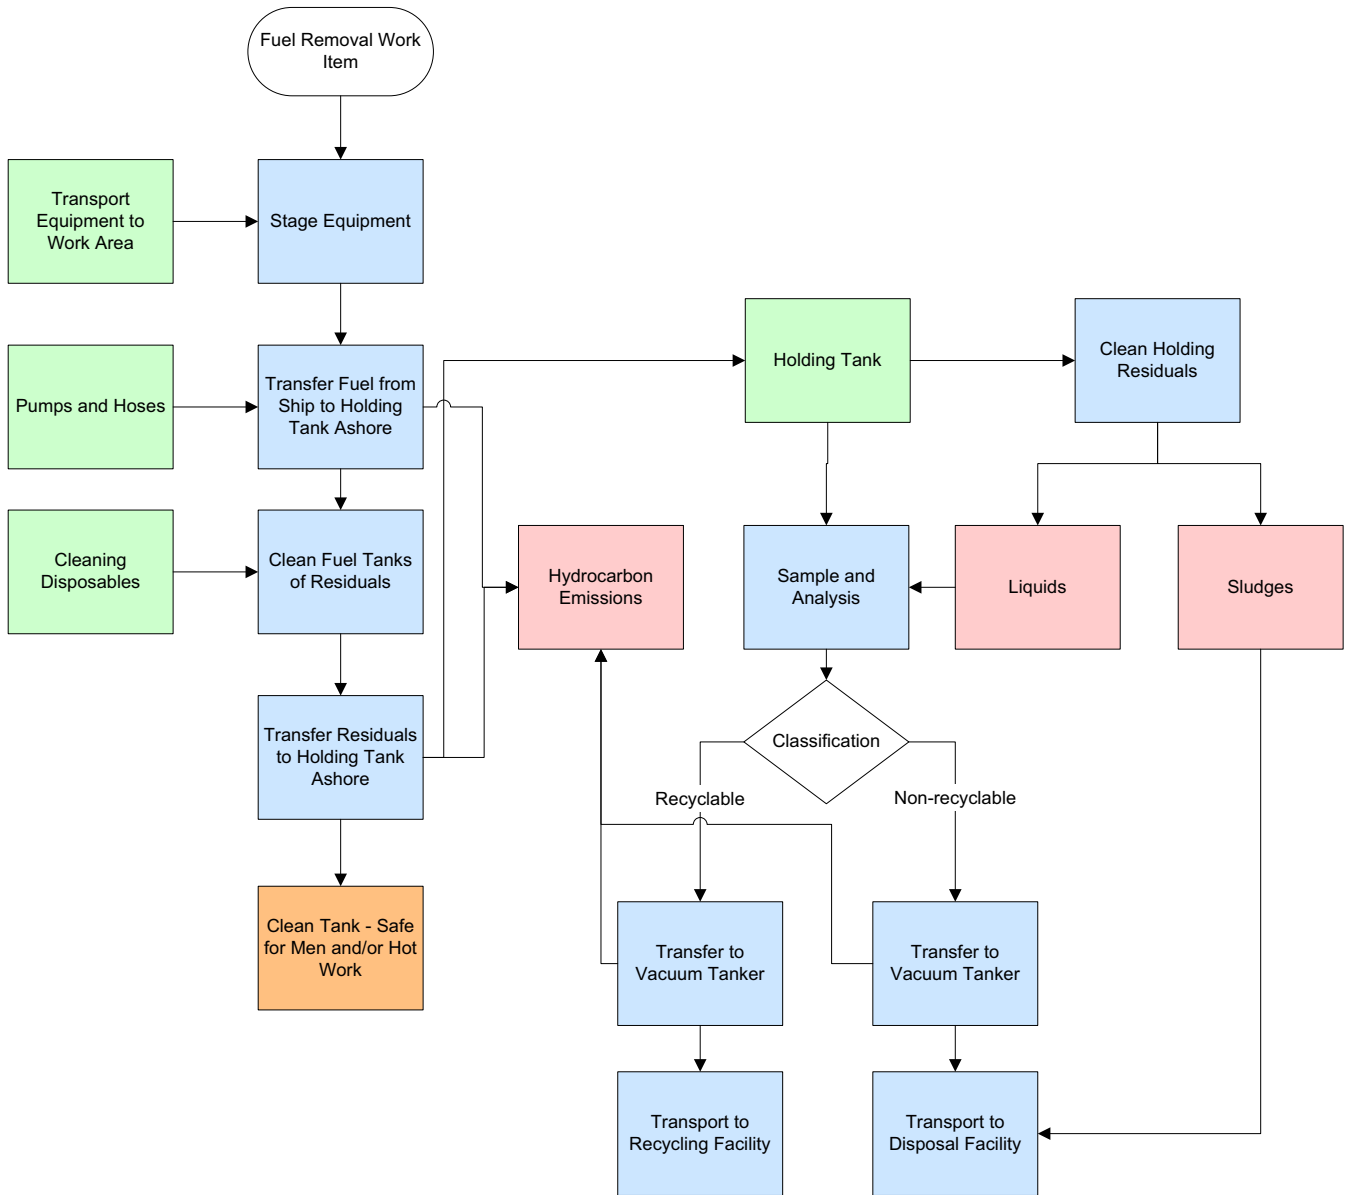 Fuel Removal Work
Item
Transport
Equipment to
Work Area
Stage Equipment
Pumps and Hoses
Transfer Fuel from
Ship to Holding
Tank Ashore
Holding Tank
Clean Holding
Residuals
Cleaning
Disposables
Clean Fuel Tanks
of Residuals
Hydrocarbon
Emissions
Sample and
Analysis
Liquids
Sludges
Transfer Residuals
to Holding Tank
Ashore
Classification
Recyclable
Non-recyclable
Clean Tank - Safe
for Men and/or Hot
Work
Transfer to
Vacuum Tanker
Transfer to
Vacuum Tanker
Transport to
Recycling Facility
Transport to
Disposal Facility